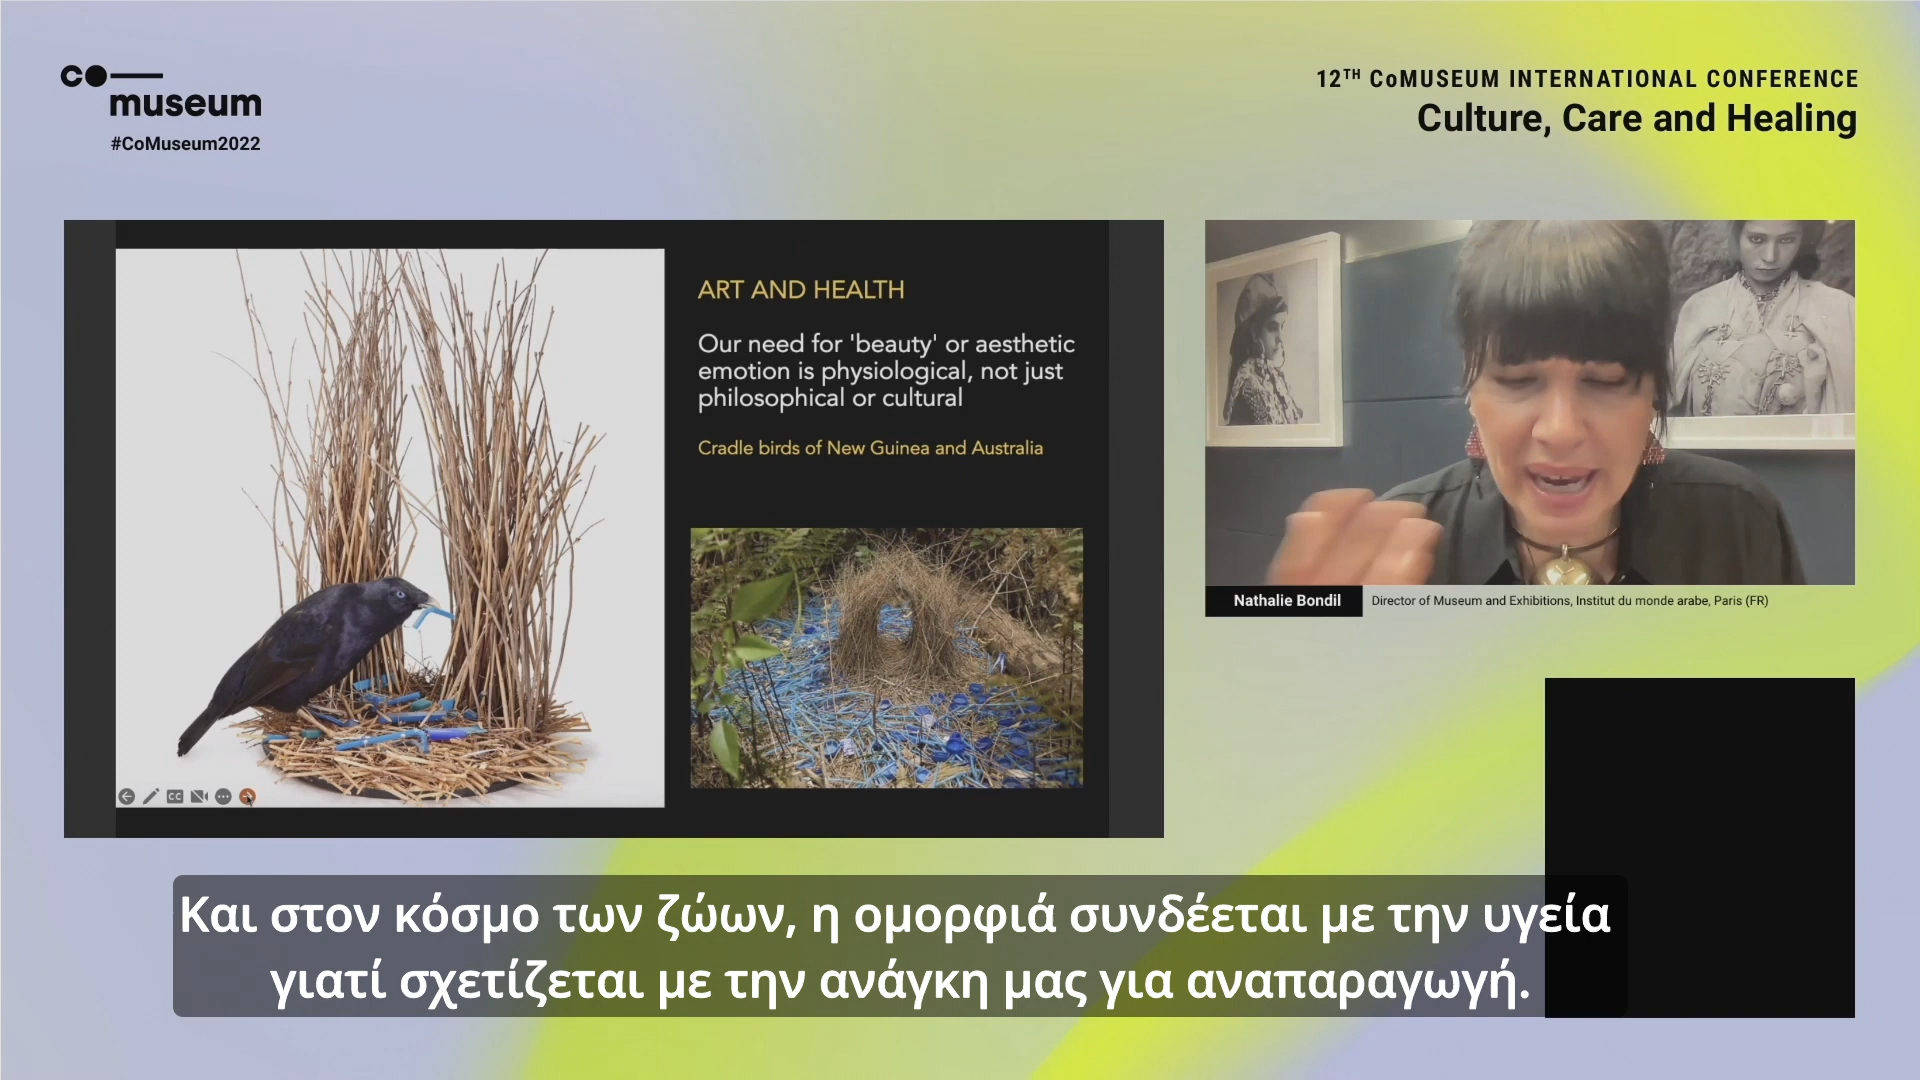 co
museum
#CoMuseum2022
12TH CoMUSEUM INTERNATIONAL CONFERENCE
Culture, Care and Healing
ART AND HEALTH
Our need for 'beauty' or aesthetic
emotion is physiological, not just
philosophical or cultural
Cradle birds of New Guinea and Australia
CC
Nathalie Bondil
Director of Museum and Exhibitions, Institut du monde arabe, Paris (FR)
Και στον κόσμο των ζώων, η ομορφιά συνδέεται με την υγεία
γιατί σχετίζεται με την ανάγκη μας για αναπαραγωγή.